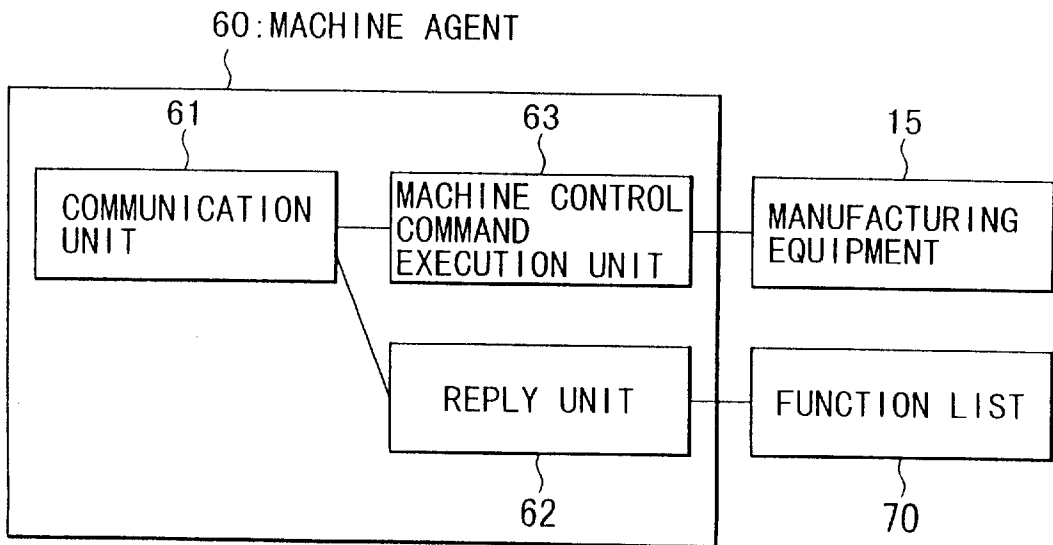 60:MACHINE AGENT
61
63
15
COMMUNICATION
UNIT
MACHINE CONTROL
COMMAND
EXECUTION UNIT
MANUFACTURING
EQUIPMENT
REPLY UNIT
FUNCTION LIST
62
70